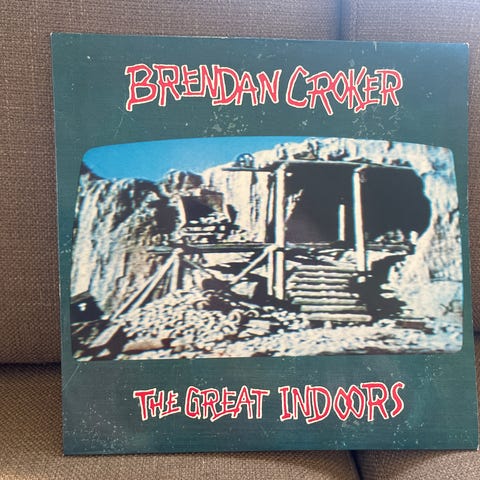 BRENDAN CROKER
THE GREAT INDOORS